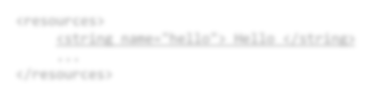 <resources>
<string name="hello"> Hello </string>
...
</resources>